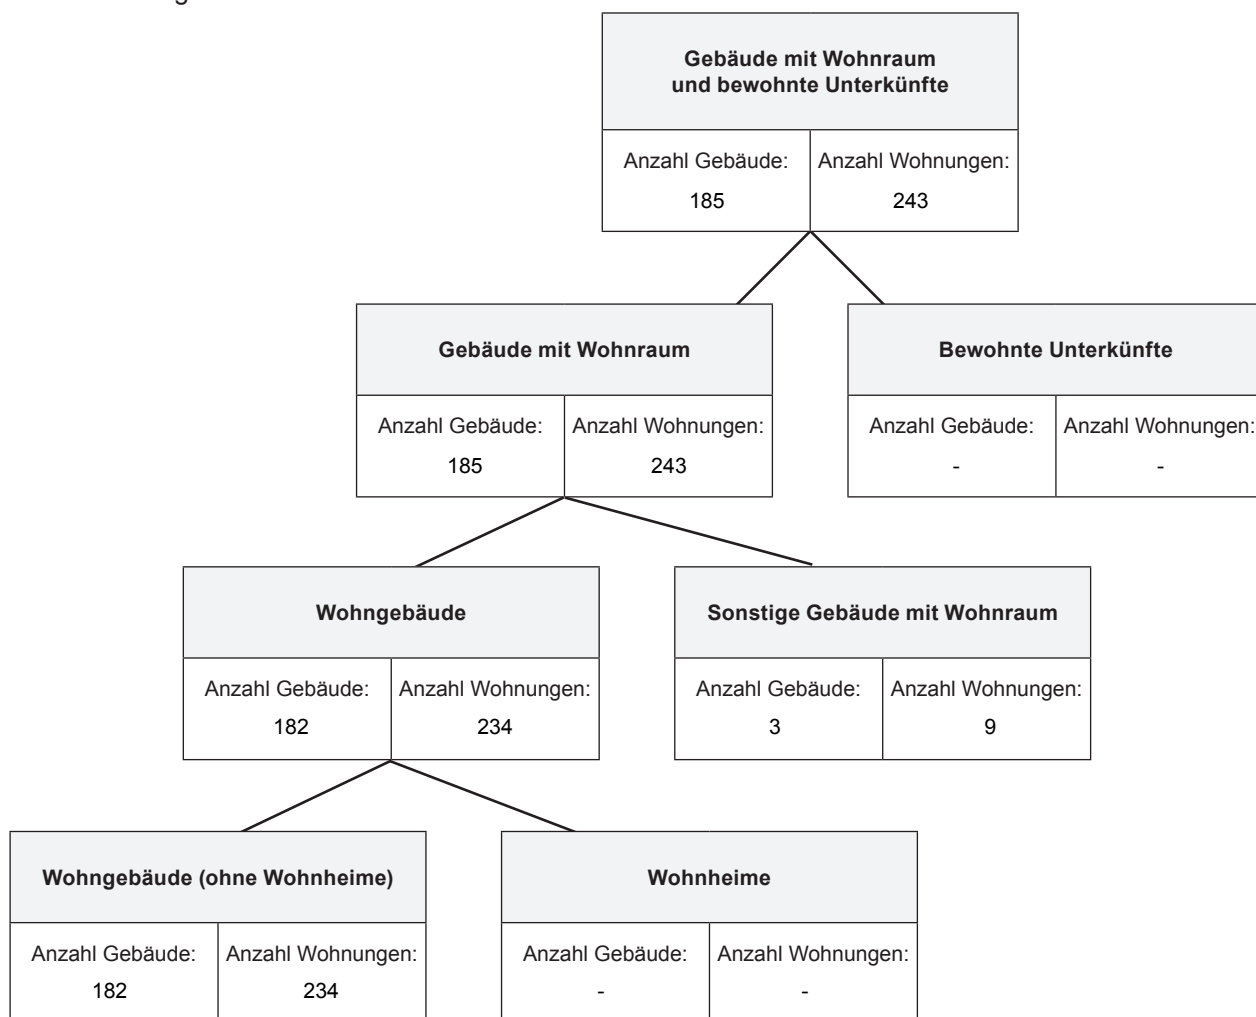 Gebäude mit Wohnraum
und bewohnte Unterkünfte
Anzahl Gebäude: Anzahl Wohnungen:
185 243
Gebäude mit Wohnraum
Anzahl Gebäude: Anzahl Wohnungen:
185 243
Bewohnte Unterkünfte
Anzahl Gebäude: Anzahl Wohnungen:
- -
Wohngebäude
Anzahl Gebäude: Anzahl Wohnungen:
182 234
Sonstige Gebäude mit Wohnraum
Anzahl Gebäude: Anzahl Wohnungen:
3 9
Wohngebäude (ohne Wohnheime)
Anzahl Gebäude: Anzahl Wohnungen:
182 234
Wohnheime
Anzahl Gebäude: Anzahl Wohnungen:
- -